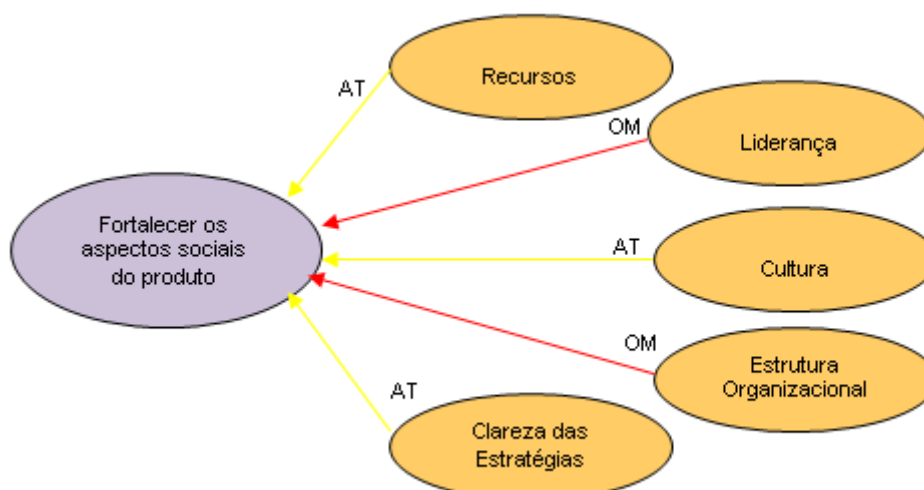 Recursos
AT
OM
Liderança
Fortalecer os
aspectos sociais
do produto
AT
Cultura
OM
Estrutura
Organizacional
AT
Clareza das
Estratégias